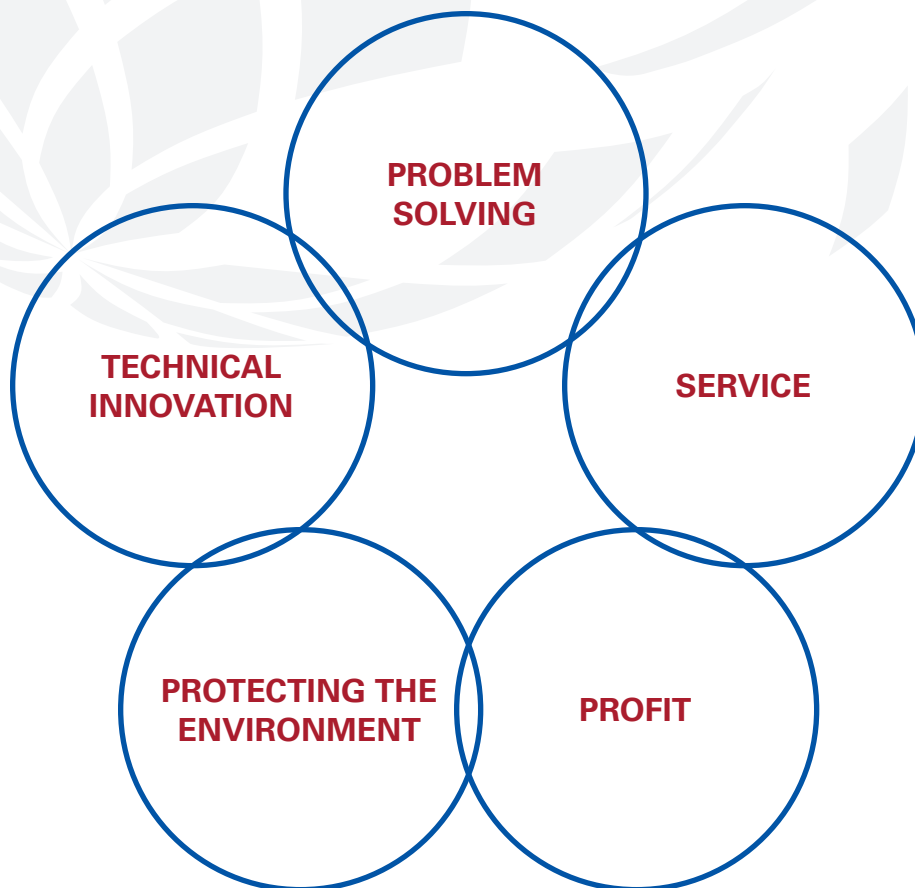 PROBLEM
SOLVING
TECHNICAL
INNOVATION
SERVICE
PROTECTING THE
ENVIRONMENT
PROFIT